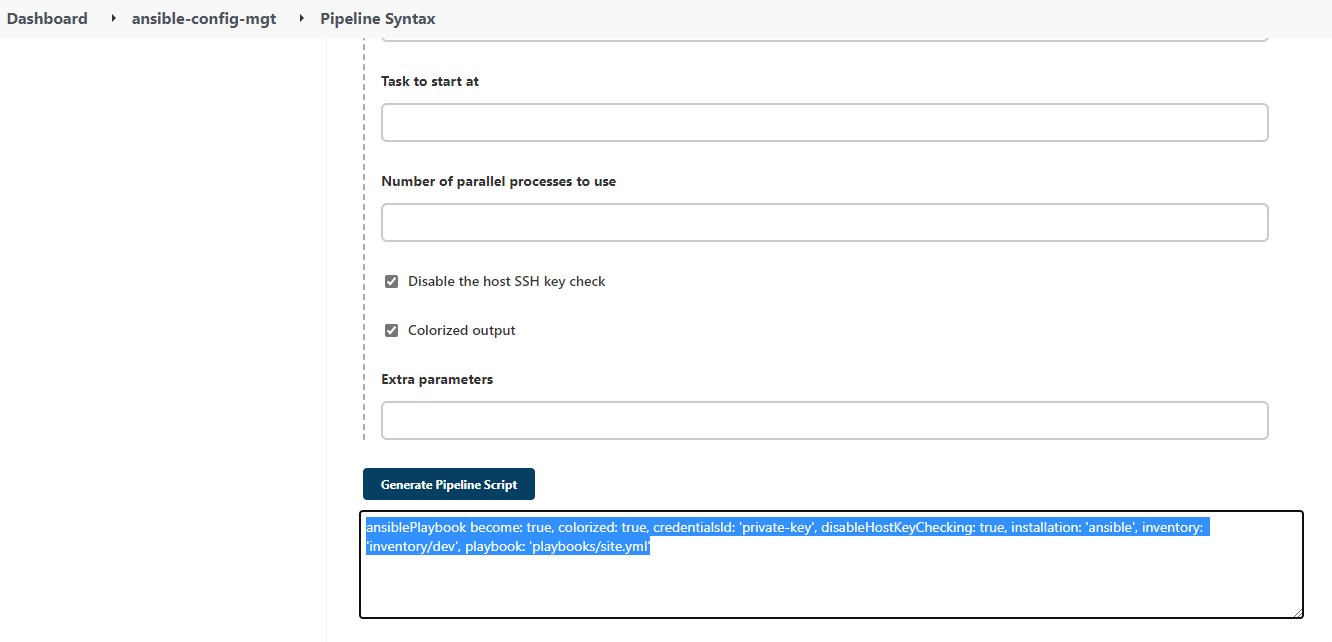 Dashboard ansible-config-mgt Pipeline Syntax
Task to start at
Number of parallel processes to use
Disable the host SSH key check
Colorized output
Extra parameters
Generate Pipeline Script
ansiblePlaybook become: true, colorized: true, credentialsId: 'private-key', disableHostKeyChecking: true, installation: 'ansible', inventory:
'inventory/dev', playbook: 'playbooks/site.yml'